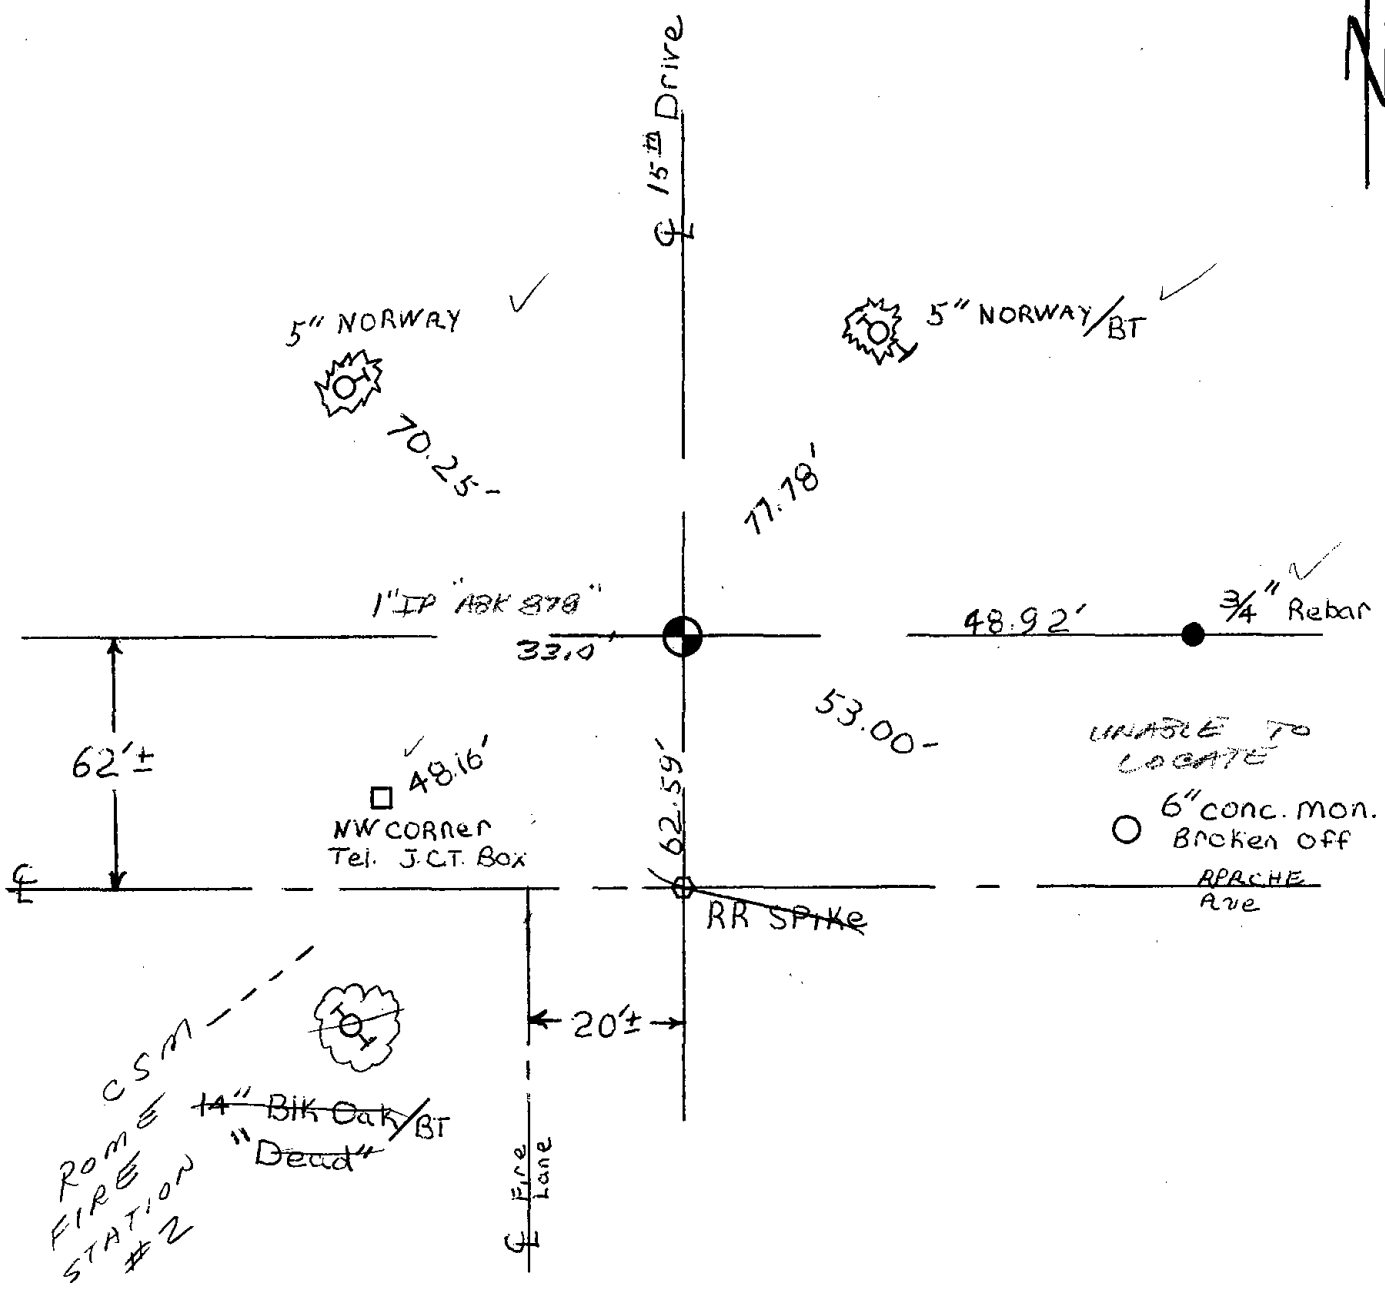 N
℄ 15th Drive
5" NORWAY
5" NORWAY/BT
70.25-
77.78'
1" IP "ABK 878"
33.0'
48.92'
3/4" Rebar
53.00-
62'±
48.16'
62.59'
UNABLE TO
LOCATE
NW CORNER
Tel. J.CT. Box
6" conc. mon.
Broken off
℄
APACHE
Ave
RR SPIKe
20'±
CSM
14" Blk Oak/BT
"Dead"
ROME
FIRE
STATION
#2
℄ Fire
Lane